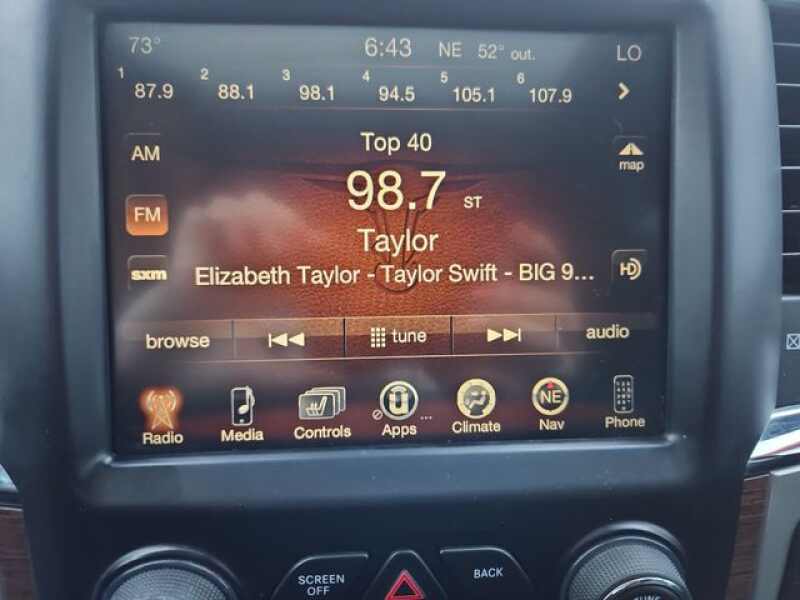 73° 6:43 NE 52° out. LO
1 87.9 2 88.1 3 98.1 4 94.5 5 105.1 6 107.9
AM Top 40 map
98.7 ST
FM Taylor
sxm Elizabeth Taylor - Taylor Swift - BIG 9... HD
browse tune audio
Radio Media Controls Apps Climate NE Nav Phone
SCREEN OFF BACK